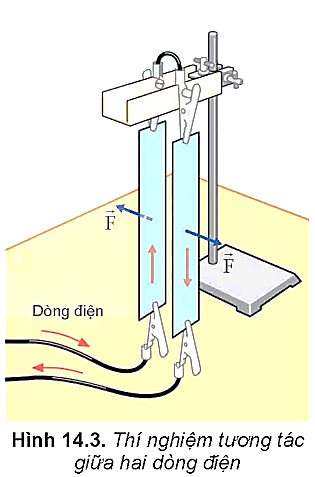 F
F
Dòng điện
Hình 14.3. Thí nghiệm tương tác
giữa hai dòng điện